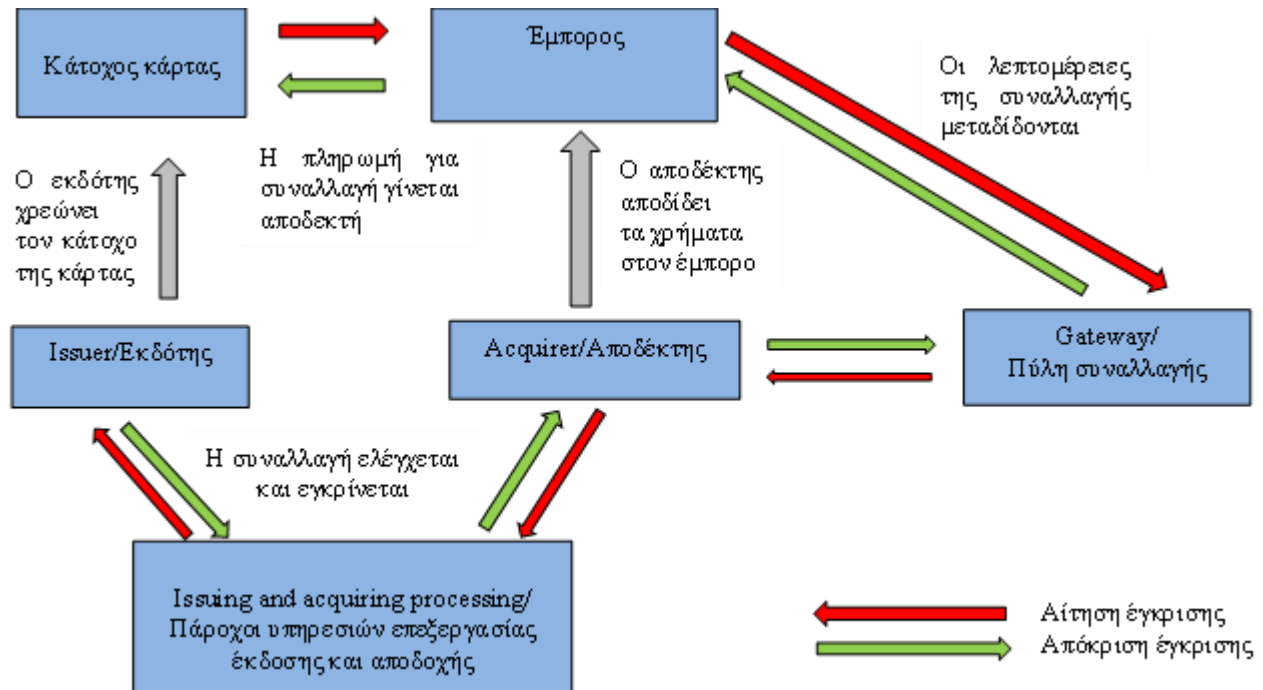 Κάτοχος κάρτας
Έμπορος
Οι λεπτομέρειες
της συναλλαγής
μεταδίδονται
Η πληρωμή για
συναλλαγή γίνεται
αποδεκτή
Ο εκδότης
χρεώνει
τον κάτοχο
της κάρτας
Ο αποδέκτης
αποδίδει
τα χρήματα
στον έμπορο
Issuer/Εκδότης
Acquirer/Αποδέκτης
Gateway/
Πύλη συναλλαγής
Η συναλλαγή ελέγχεται
και εγκρίνεται
Issuing and acquiring processing/
Πάροχοι υπηρεσιών επεξεργασίας
έκδοσης και αποδοχής
Αίτηση έγκρισης
Απόκριση έγκρισης